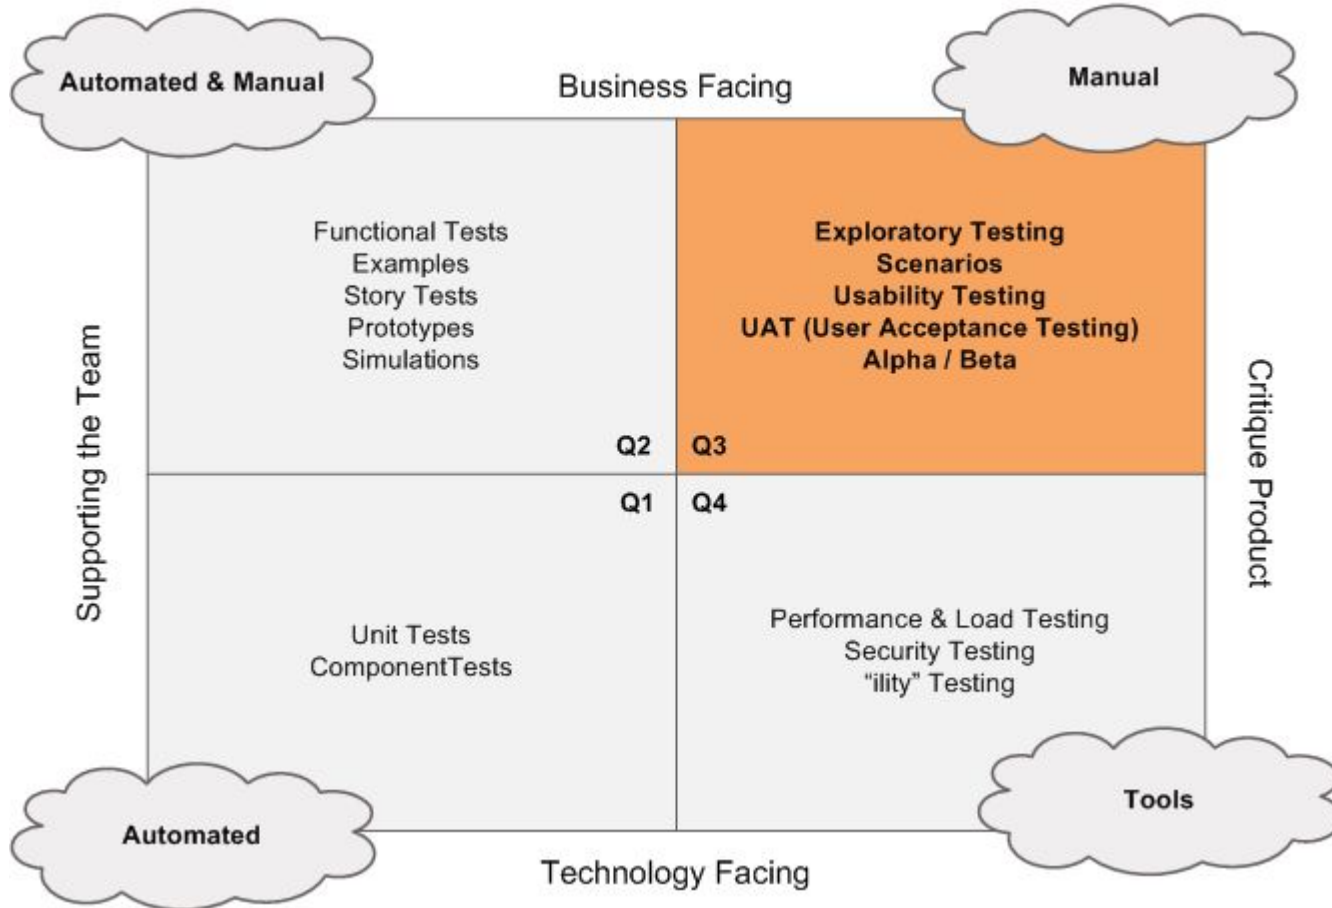 Automated & Manual
Business Facing
Manual
Functional Tests
Examples
Story Tests
Prototypes
Simulations
Q2
Exploratory Testing
Scenarios
Usability Testing
UAT (User Acceptance Testing)
Alpha / Beta
Q3
Supporting the Team
Critique Product
Q1
Unit Tests
ComponentTests
Q4
Performance & Load Testing
Security Testing
“ility” Testing
Automated
Technology Facing
Tools